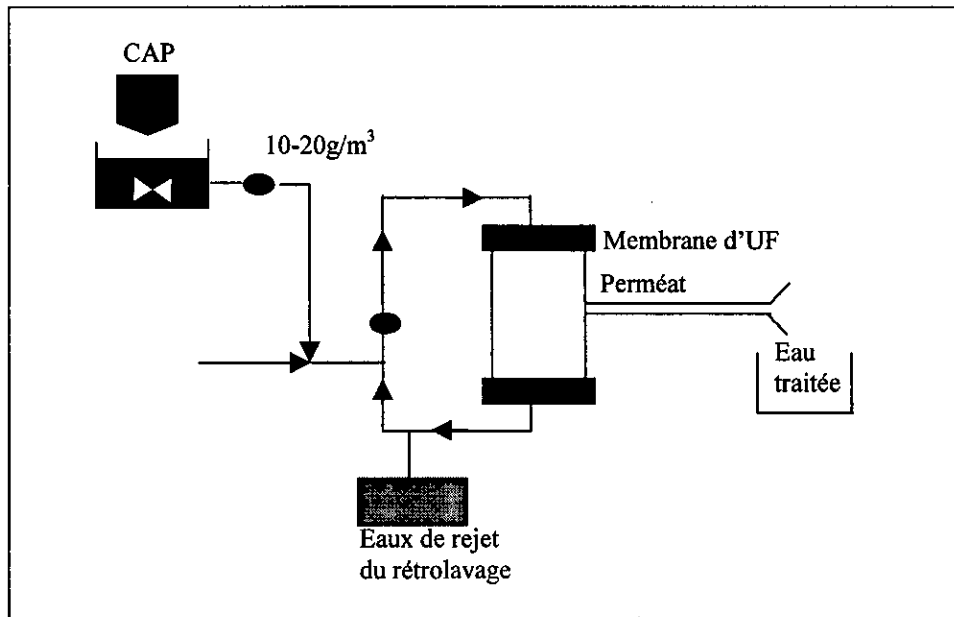 CAP
10-20g/m³
Membrane d'UF
Perméat
Eau
traitée
Eaux de rejet
du rétrolavage